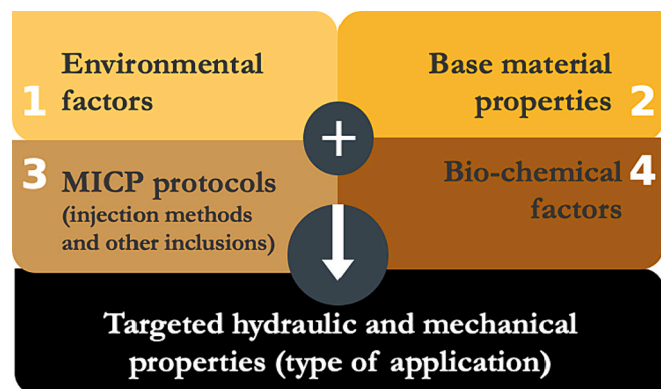 1 Environmental
factors
Base material
properties 2
+
3 MICP protocols
(injection methods
and other inclusions)
Bio-chemical 4
factors
Targeted hydraulic and mechanical
properties (type of application)